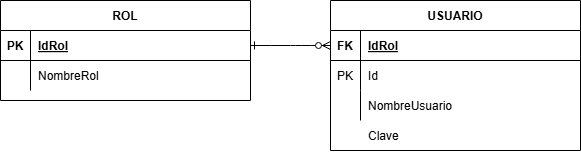 ROL
PK IdRol
NombreRol
USUARIO
FK IdRol
PK Id
NombreUsuario
Clave